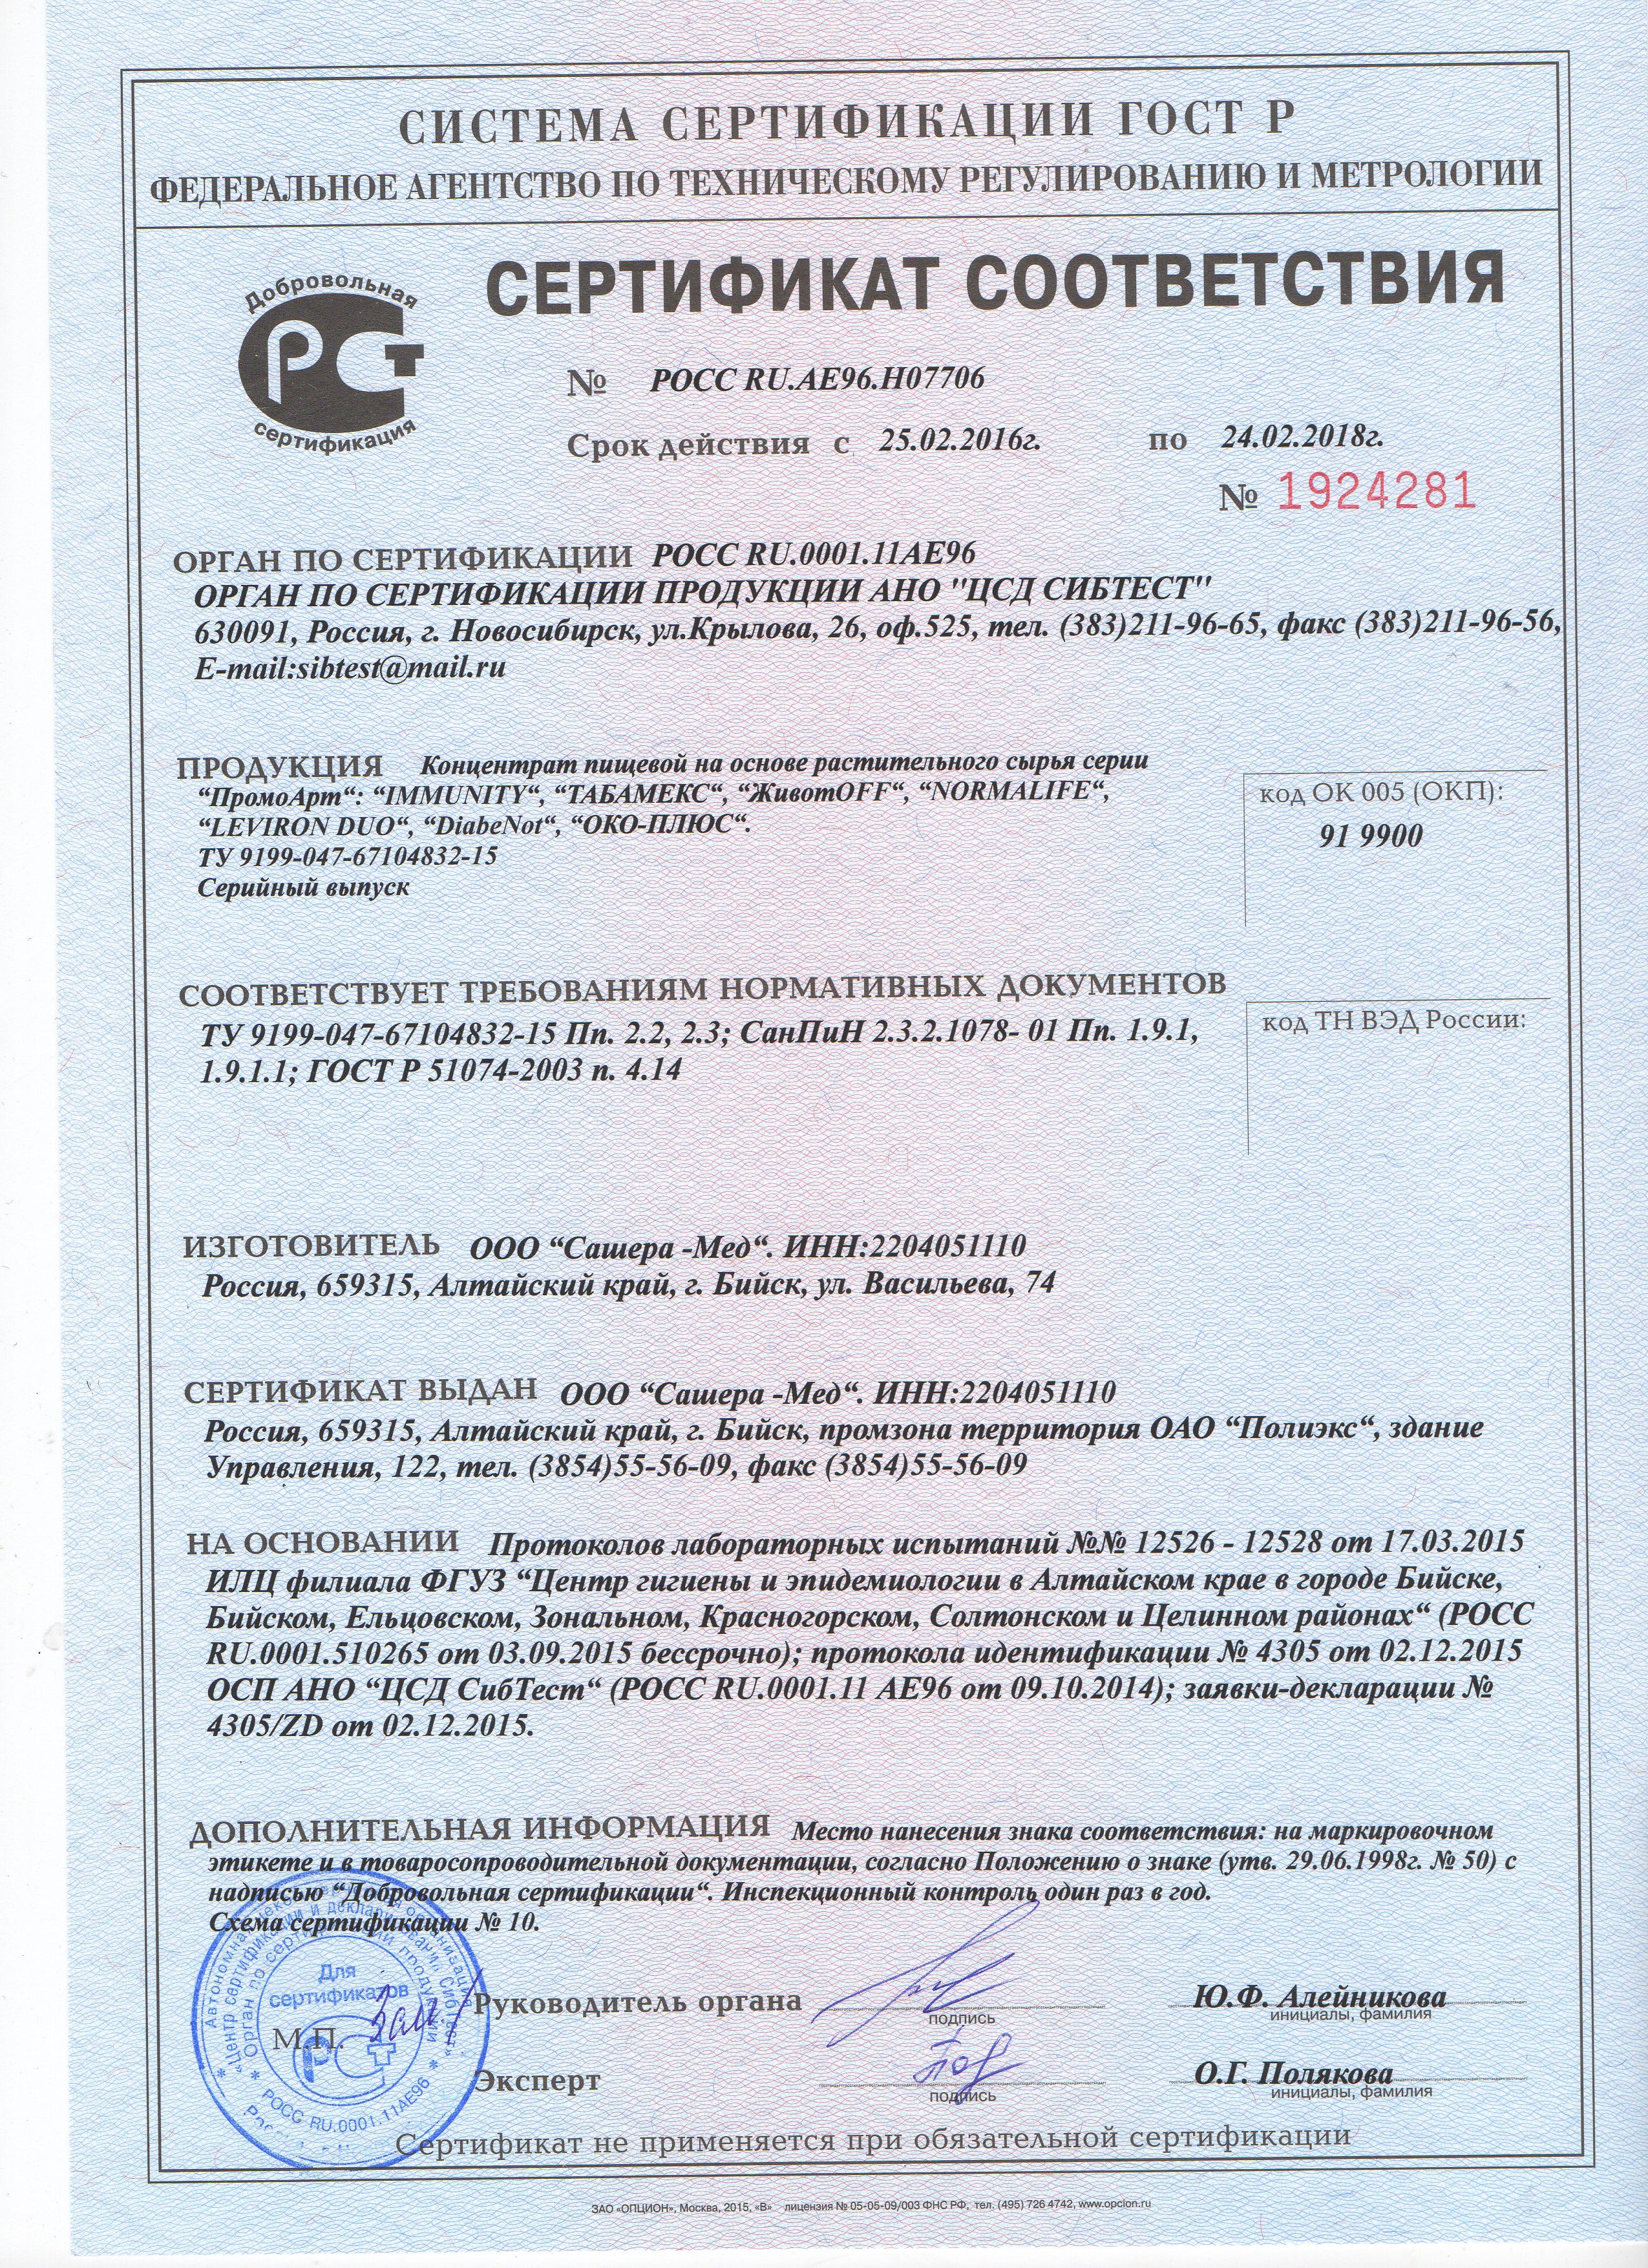 СИСТЕМА СЕРТИФИКАЦИИ ГОСТ Р
ФЕДЕРАЛЬНОЕ АГЕНТСТВО ПО ТЕХНИЧЕСКОМУ РЕГУЛИРОВАНИЮ И МЕТРОЛОГИИ
Добровольная
РСТ
сертификация
СЕРТИФИКАТ СООТВЕТСТВИЯ
№ РОСС RU.АЕ96.Н07706
Срок действия с 25.02.2016г. по 24.02.2018г.
№ 1924281
ОРГАН ПО СЕРТИФИКАЦИИ РОСС RU.0001.11АЕ96
ОРГАН ПО СЕРТИФИКАЦИИ ПРОДУКЦИИ АНО "ЦСД СИБТЕСТ"
630091, Россия, г. Новосибирск, ул.Крылова, 26, оф.525, тел. (383)211-96-65, факс (383)211-96-56,
E-mail:sibtest@mail.ru
ПРОДУКЦИЯ Концентрат пищевой на основе растительного сырья серии
“ПромоАрт“: “IMMUNITY“, “ТАБАМЕКС“, “ЖивотOFF“, “NORMALIFE“,
“LEVIRON DUO“, “DiabeNot“, “ОКО-ПЛЮС“.
ТУ 9199-047-67104832-15
Серийный выпуск
код ОК 005 (ОКП):
91 9900
СООТВЕТСТВУЕТ ТРЕБОВАНИЯМ НОРМАТИВНЫХ ДОКУМЕНТОВ
ТУ 9199-047-67104832-15 Пп. 2.2, 2.3; СанПиН 2.3.2.1078- 01 Пп. 1.9.1,
1.9.1.1; ГОСТ Р 51074-2003 п. 4.14
код ТН ВЭД России:
ИЗГОТОВИТЕЛЬ ООО “Сашера -Мед“. ИНН:2204051110
Россия, 659315, Алтайский край, г. Бийск, ул. Васильева, 74
СЕРТИФИКАТ ВЫДАН ООО “Сашера -Мед“. ИНН:2204051110
Россия, 659315, Алтайский край, г. Бийск, промзона территория ОАО “Полиэкс“, здание
Управления, 122, тел. (3854)55-56-09, факс (3854)55-56-09
НА ОСНОВАНИИ Протоколов лабораторных испытаний №№ 12526 - 12528 от 17.03.2015
ИЛЦ филиала ФГУЗ “Центр гигиены и эпидемиологии в Алтайском крае в городе Бийске,
Бийском, Ельцовском, Зональном, Красногорском, Солтонском и Целинном районах“ (РОСС
RU.0001.510265 от 03.09.2015 бессрочно); протокола идентификации № 4305 от 02.12.2015
ОСП АНО “ЦСД СибТест“ (РОСС RU.0001.11 АЕ96 от 09.10.2014); заявки-декларации №
4305/ZD от 02.12.2015.
ДОПОЛНИТЕЛЬНАЯ ИНФОРМАЦИЯ Место нанесения знака соответствия: на маркировочном
этикете и в товаросопроводительной документации, согласно Положению о знаке (утв. 29.06.1998г. № 50) с
надписью “Добровольная сертификации“. Инспекционный контроль один раз в год.
Схема сертификации № 10.
Автономная некоммерческая организация
«Центр сертификации и декларирования СибТест»
Орган по сертификации продукции
Для
сертификатов
РСТ
РОСС RU.0001.11АЕ96
М.П.
Зам
Руководитель органа
подпись
Ю.Ф. Алейникова
инициалы, фамилия
Эксперт
подпись
О.Г. Полякова
инициалы, фамилия
Сертификат не применяется при обязательной сертификации
ЗАО «ОПЦИОН», Москва, 2015, «В» лицензия № 05-05-09/003 ФНС РФ, тел. (495) 726 4742, www.opcion.ru